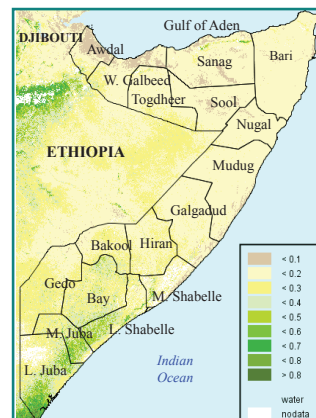 Gulf of Aden
DJIBOUTI
Awdal
Sanag
Bari
W. Galbeed
Togdheer
Sool
Nugal
ETHIOPIA
Mudug
Galgadud
Bakool
Hiran
Gedo
Bay
M. Shabelle
M. Juba
L. Shabelle
L. Juba
Indian
Ocean
< 0.1
< 0.2
< 0.3
< 0.4
< 0.5
< 0.6
< 0.7
< 0.8
> 0.8
water
nodata